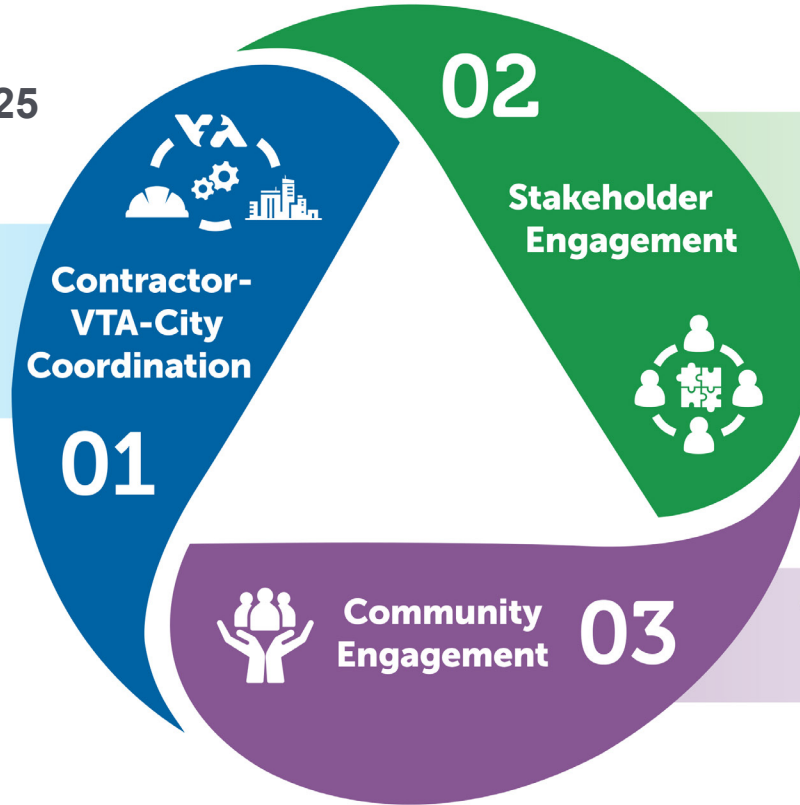 25
VTA
Contractor-
VTA-City
Coordination
01
02
Stakeholder
Engagement
Community
Engagement
03